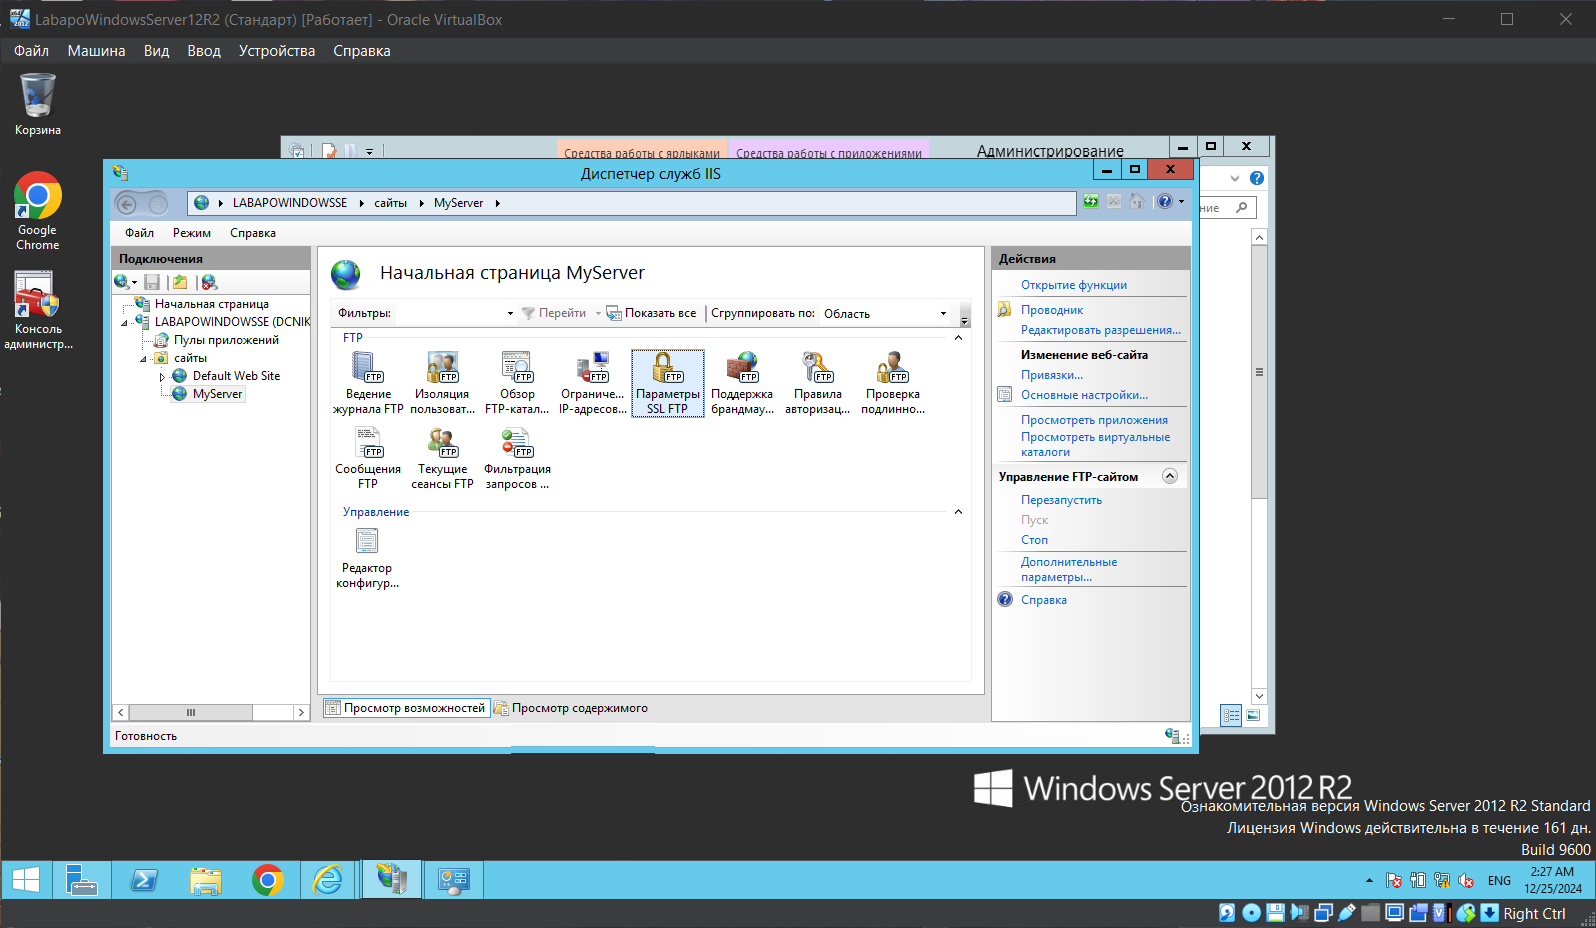 LabapoWindowsServer12R2 (Стандарт) [Работает] - Oracle VirtualBox
Файл Машина Вид Ввод Устройства Справка
Корзина
Google
Chrome
Консоль
администр...
Средства работы с ярлыками Средства работы с приложениями Администрирование
Диспетчер служб IIS
LABAPOWINDOWSSE сайты MyServer
ние
Файл Режим Справка
Подключения
Начальная страница
LABAPOWINDOWSSE (DCNIK
Пулы приложений
сайты
Default Web Site
MyServer
Начальная страница MyServer
Фильтры: Перейти Показать все Сгруппировать по: Область
FTP
Ведение
журнала FTP
Изоляция
пользоват...
Обзор
FTP-катал...
Ограниче...
IP-адресов...
Параметры
SSL FTP
Поддержка
брандмау...
Правила
авторизац...
Проверка
подлинно...
Сообщения
FTP
Текущие
сеансы FTP
Фильтрация
запросов ...
Управление
Редактор
конфигур...
Просмотр возможностей Просмотр содержимого
Действия
Открытие функции
Проводник
Редактировать разрешения...
Изменение веб-сайта
Привязки...
Основные настройки...
Просмотреть приложения
Просмотреть виртуальные
каталоги
Управление FTP-сайтом
Перезапустить
Пуск
Стоп
Дополнительные
параметры...
Справка
Готовность
Windows Server 2012 R2
Ознакомительная версия Windows Server 2012 R2 Standard
Лицензия Windows действительна в течение 161 дн.
Build 9600
ENG 2:27 AM
12/25/2024
Right Ctrl